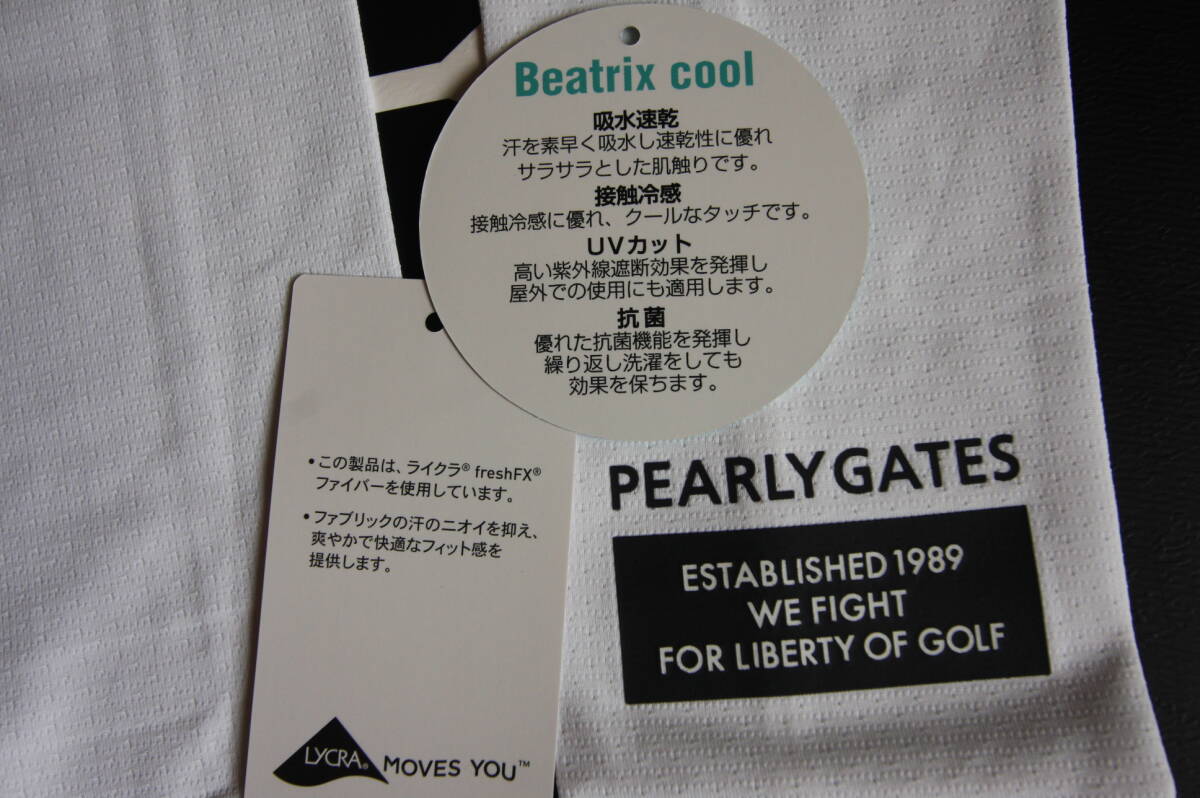 Beatrix cool
吸水速乾
汗を素早く吸水し速乾性に優れ
サラサラとした肌触りです。
接触冷感
接触冷感に優れ、クールなタッチです。
UVカット
高い紫外線遮断効果を発揮し
屋外での使用にも適用します。
抗菌
優れた抗菌機能を発揮し
繰り返し洗濯をしても
効果を保ちます。
•この製品は、ライクラ® freshFX®
ファイバーを使用しています。
•ファブリックの汗のニオイを抑え、
爽やかで快適なフィット感を
提供します。
LYCRA® MOVES YOU™
PEARLY GATES
ESTABLISHED 1989
WE FIGHT
FOR LIBERTY OF GOLF